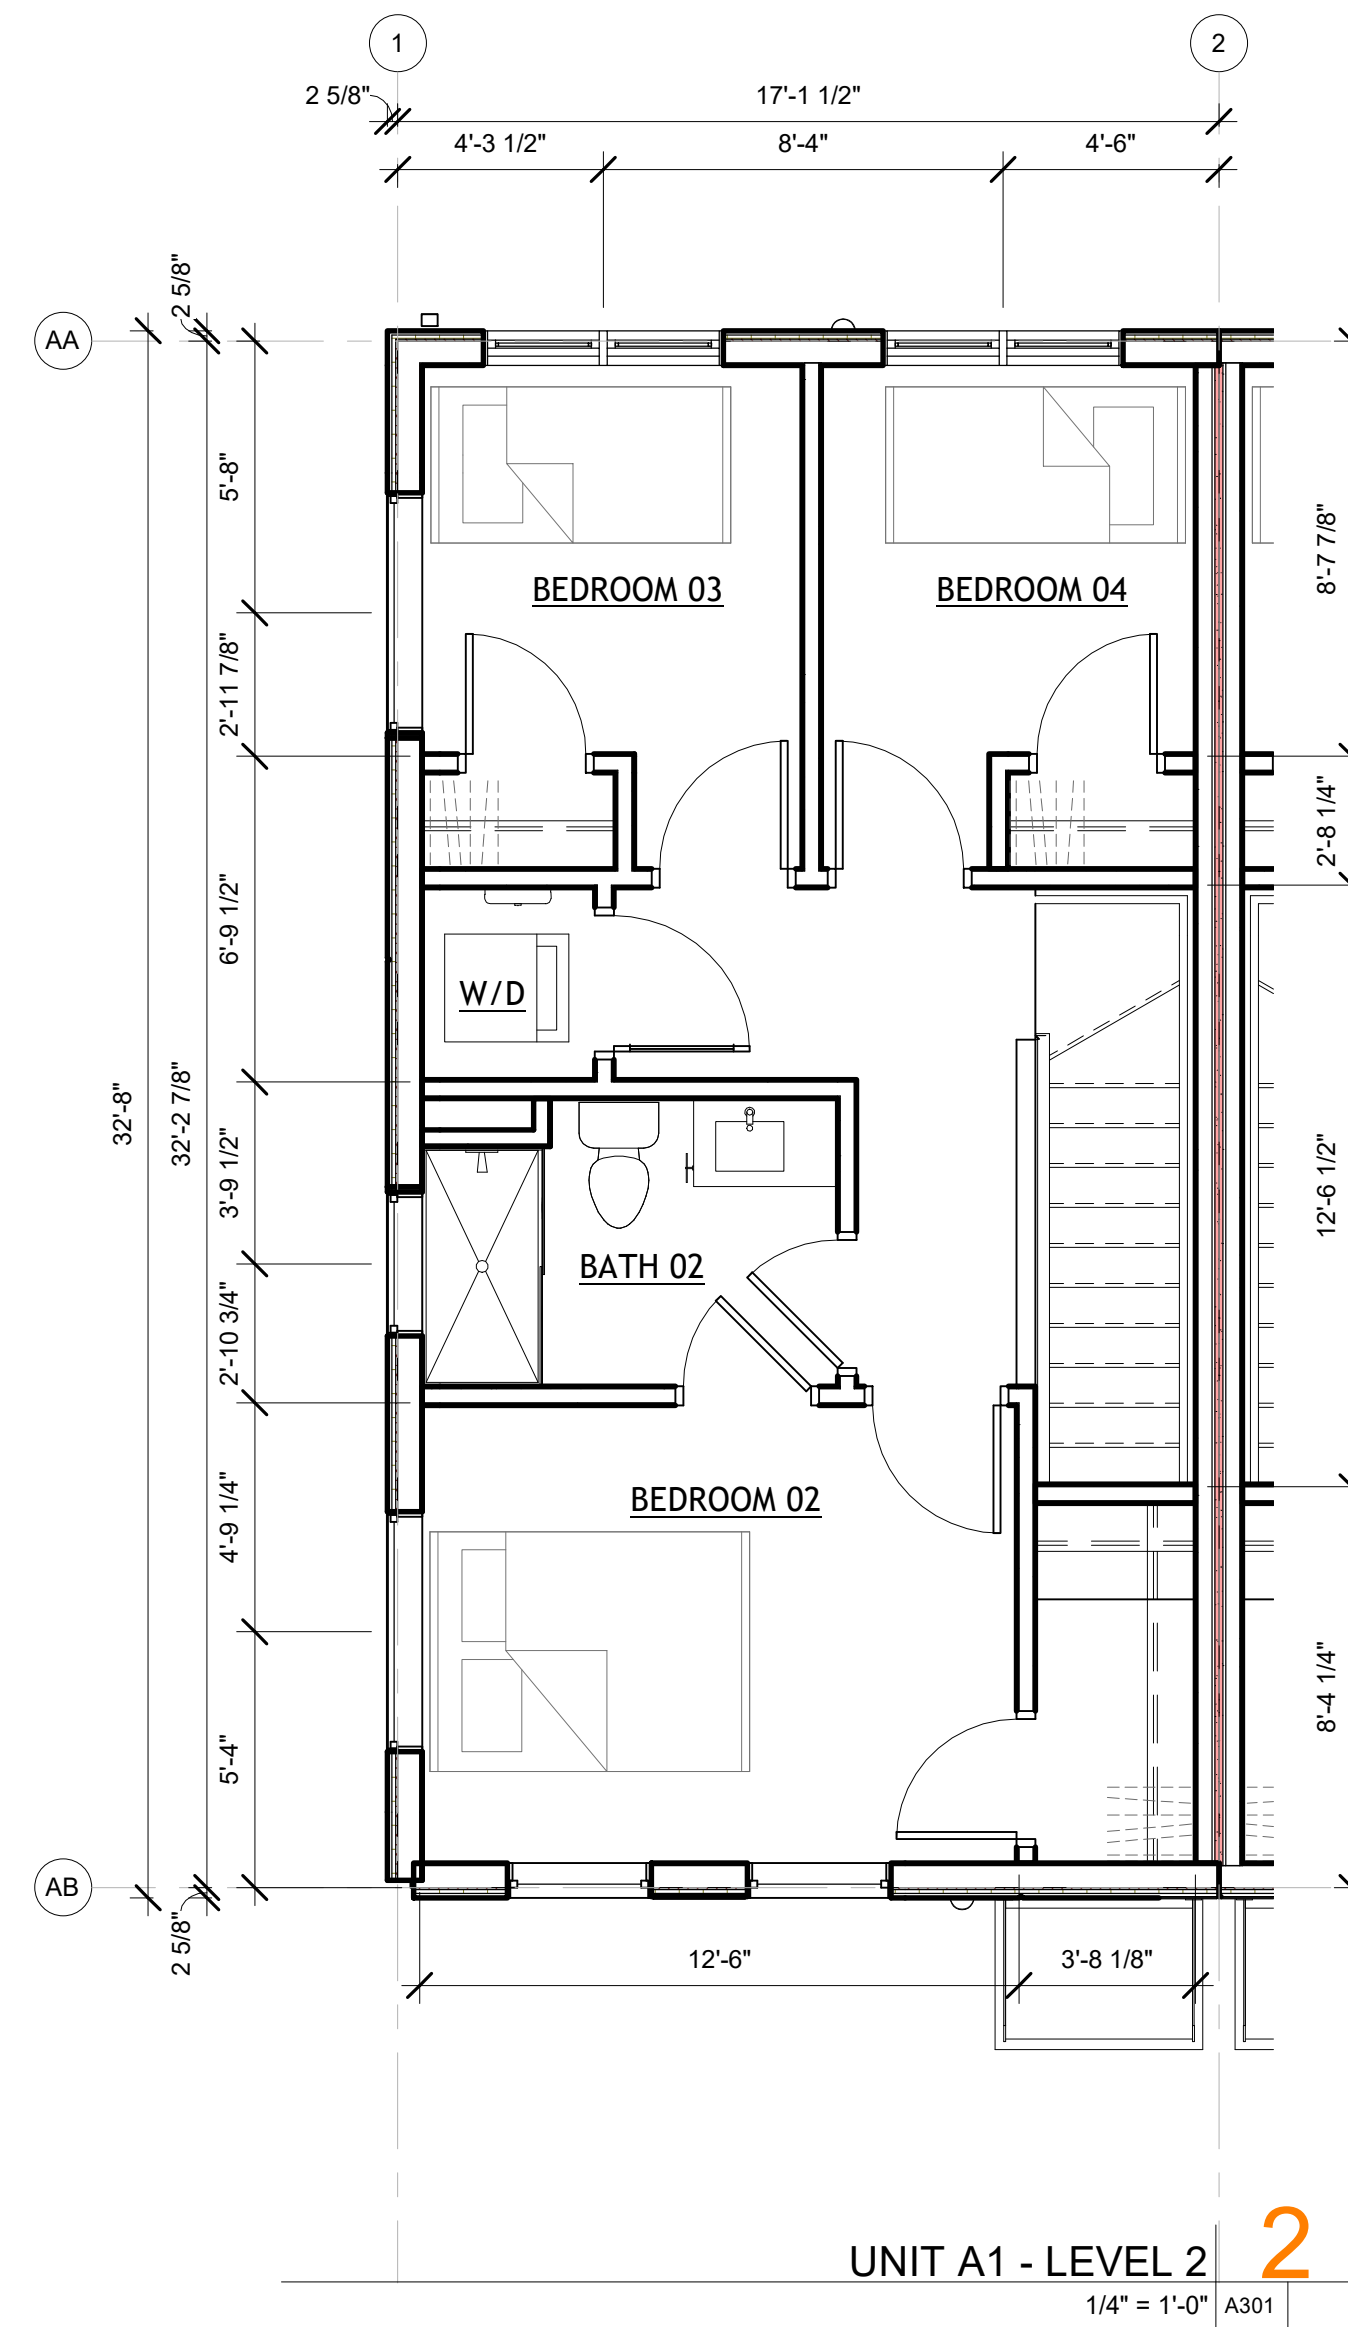 1
2
2 5/8"
17'-1 1/2"
4'-3 1/2"
8'-4"
4'-6"
2 5/8"
AA
5'-8"
8'-7 7/8"
BEDROOM 03
BEDROOM 04
2'-11 7/8"
2'-8 1/4"
6'-9 1/2"
W/D
32'-8"
32'-2 7/8"
3'-9 1/2"
12'-6 1/2"
BATH 02
2'-10 3/4"
BEDROOM 02
4'-9 1/4"
8'-4 1/4"
5'-4"
AB
2 5/8"
12'-6"
3'-8 1/8"
UNIT A1 - LEVEL 2
2
1/4" = 1'-0"
A301